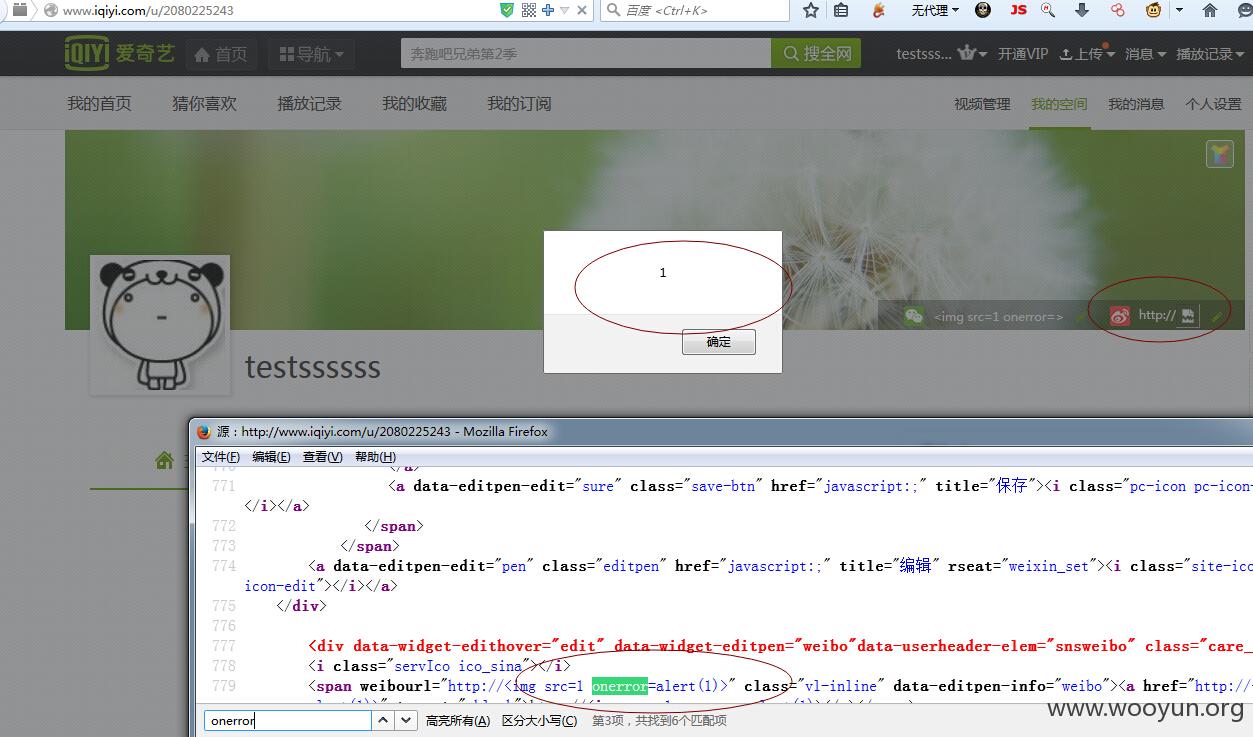 www.iqiyi.com/u/2080225243
百度 <Ctrl+K>
无代理
JS
iQIYI 爱奇艺
首页
导航
奔跑吧兄弟第2季
搜全网
testsss...
开通VIP
上传
消息
播放记录
我的首页
猜你喜欢
播放记录
我的收藏
我的订阅
视频管理
我的空间
我的消息
个人设置
1
确定
<img src=1 onerror=>
http://
testssssss
源：http://www.iqiyi.com/u/2080225243 - Mozilla Firefox
文件(F) 编辑(E) 查看(V) 帮助(H)
</a>
771 <a data-editpen-edit="sure" class="save-btn" href="javascript:;" title="保存"><i class="pc-icon pc-icon-
</i></a>
772 </span>
773 </span>
774 <a data-editpen-edit="pen" class="editpen" href="javascript:;" title="编辑" rseat="weixin_set"><i class="site-ico
icon-edit"></i></a>
775 </div>
776
777 <div data-widget-edithover="edit" data-widget-editpen="weibo"data-userheader-elem="snsweibo" class="care_
778 <i class="servIco ico_sina"></i>
779 <span weibourl="http://<img src=1 onerror=alert(1)>" class="vl-inline" data-editpen-info="weibo"><a href="http://
onerror
高亮所有(A) 区分大小写(C) 第3项，共找到6个匹配项
www.wooyun.org